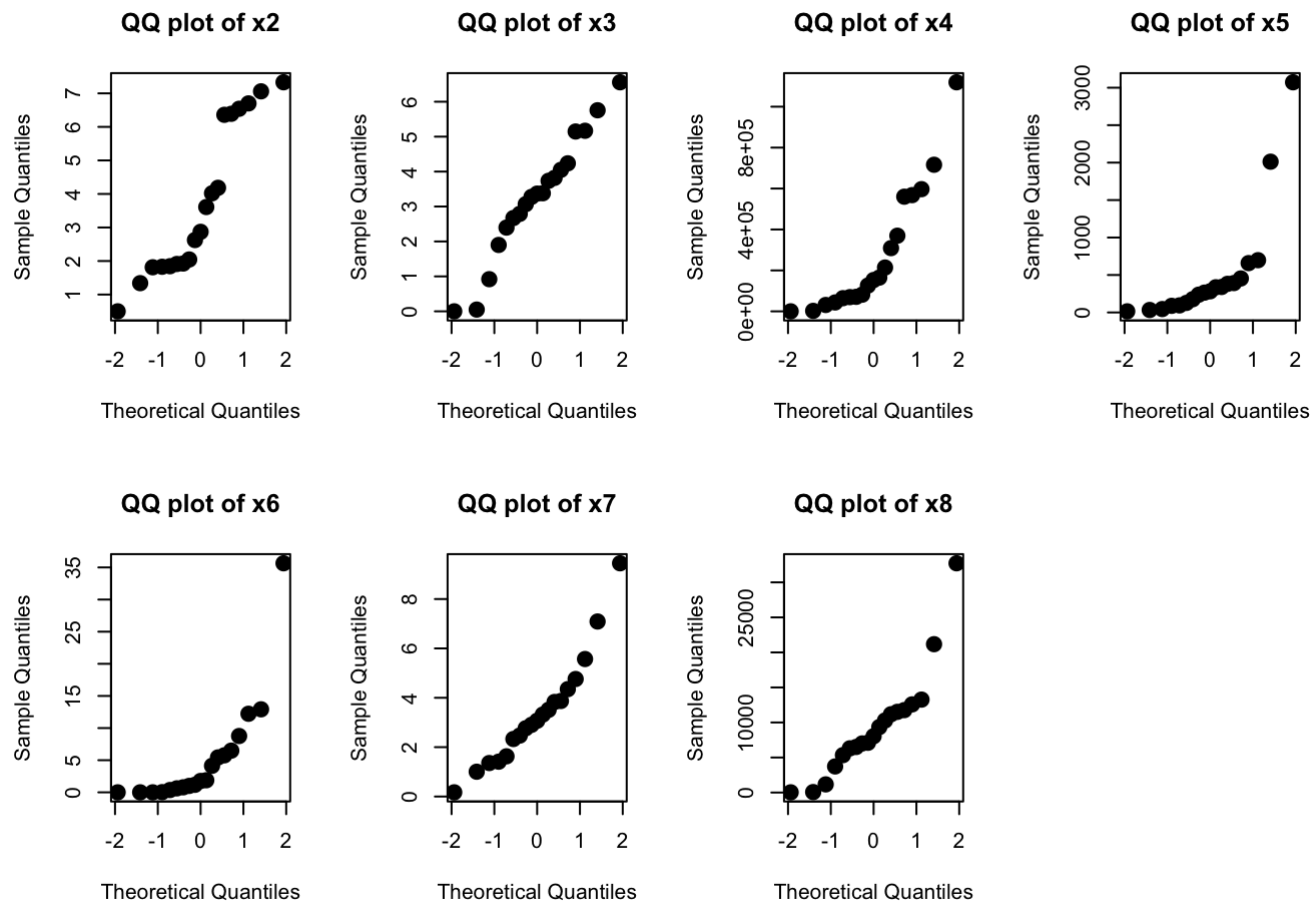 QQ plot of x2
Sample Quantiles
7
6
5
4
3
2
1
-2 -1 0 1 2
Theoretical Quantiles
QQ plot of x3
Sample Quantiles
6
5
4
3
2
1
0
-2 -1 0 1 2
Theoretical Quantiles
QQ plot of x4
Sample Quantiles
8e+05
4e+05
0e+00
-2 -1 0 1 2
Theoretical Quantiles
QQ plot of x5
Sample Quantiles
3000
2000
1000
0
-2 -1 0 1 2
Theoretical Quantiles
QQ plot of x6
Sample Quantiles
35
25
15
5
0
-2 -1 0 1 2
Theoretical Quantiles
QQ plot of x7
Sample Quantiles
8
6
4
2
0
-2 -1 0 1 2
Theoretical Quantiles
QQ plot of x8
Sample Quantiles
25000
10000
0
-2 -1 0 1 2
Theoretical Quantiles